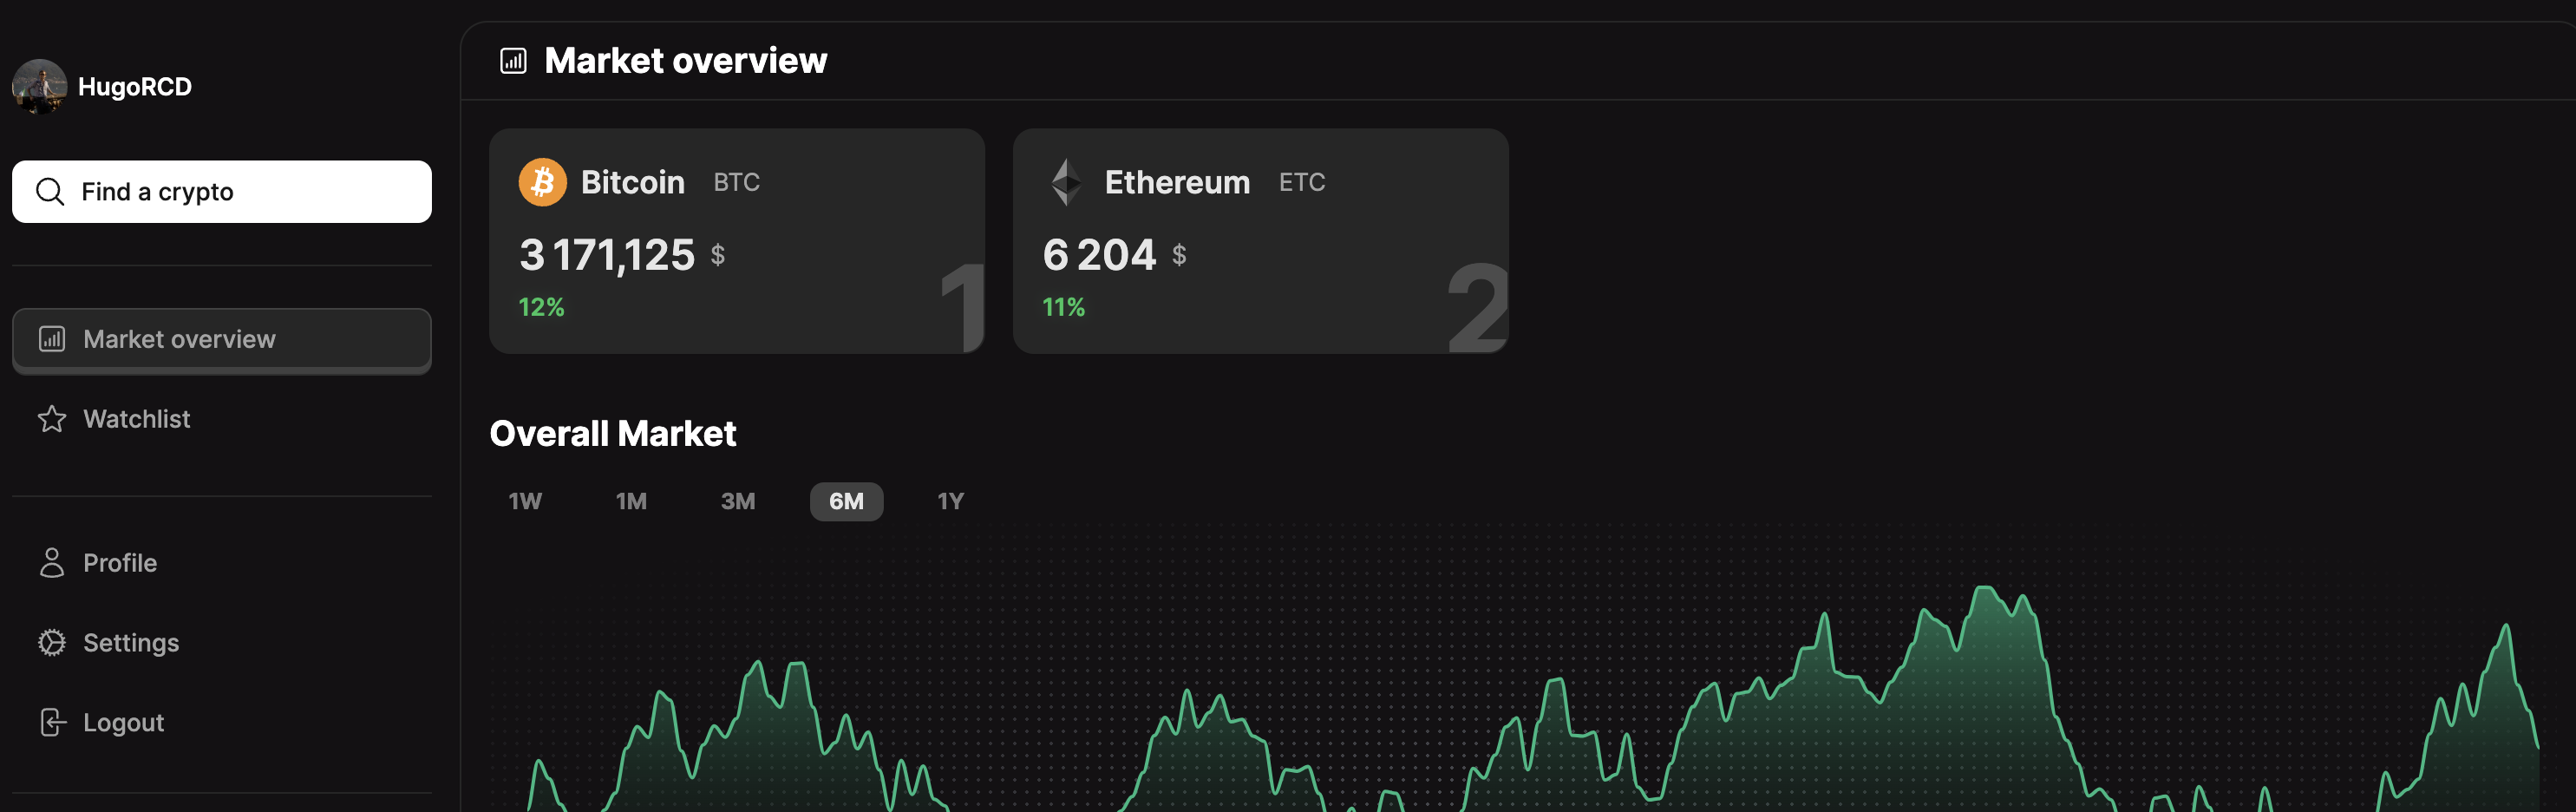 HugoRCD
Find a crypto
Market overview
Watchlist
Profile
Settings
Logout
Market overview
Bitcoin BTC
3 171,125 $
12%
1
Ethereum ETC
6 204 $
11%
2
Overall Market
1W 1M 3M 6M 1Y